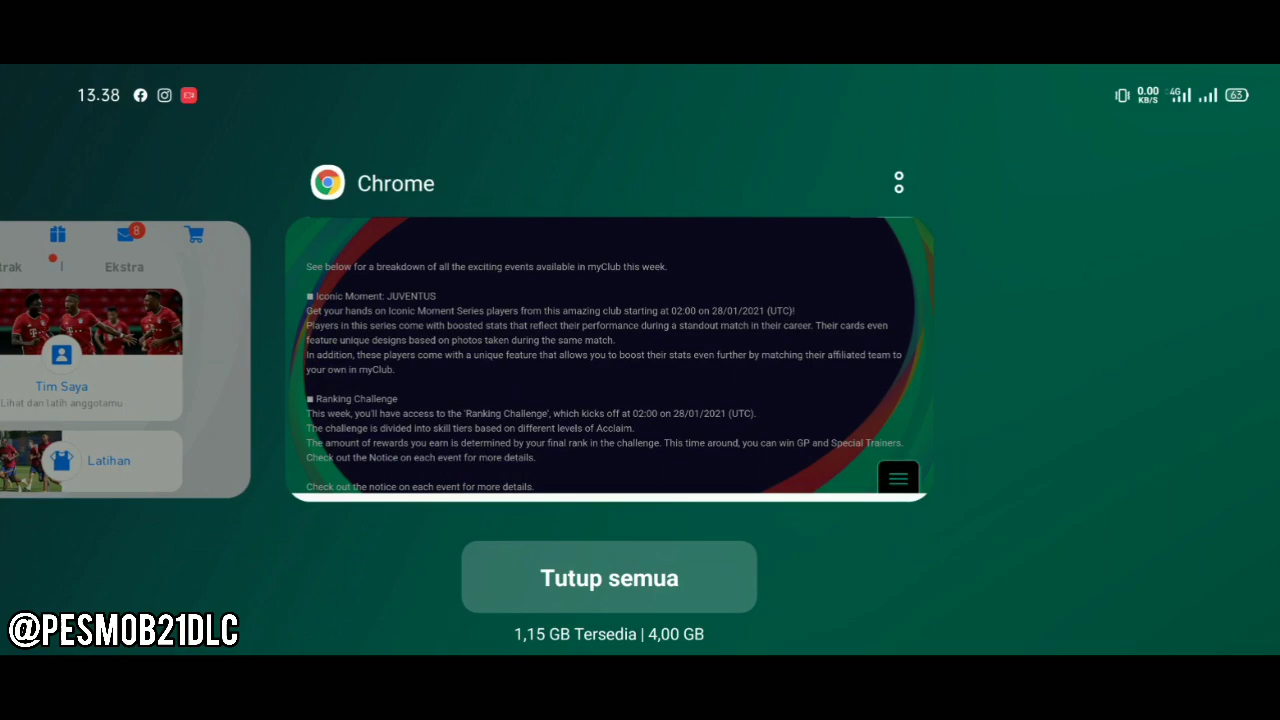 13.38
0.00
KB/S
4G
63
Chrome
8
trak
Ekstra
Tim Saya
Lihat dan latih anggotamu
Latihan
See below for a breakdown of all the exciting events available in myClub this week.
■ Iconic Moment: JUVENTUS
Get your hands on Iconic Moment Series players from this amazing club starting at 02:00 on 28/01/2021 (UTC)!
Players in this series come with boosted stats that reflect their performance during a standout match in their career. Their cards even
feature unique designs based on photos taken during the same match.
In addition, these players come with a unique feature that allows you to boost their stats even further by matching their affiliated team to
your own in myClub.
■ Ranking Challenge
This week, you'll have access to the 'Ranking Challenge', which kicks off at 02:00 on 28/01/2021 (UTC).
The challenge is divided into skill tiers based on different levels of Acclaim.
The amount of rewards you earn is determined by your final rank in the challenge. This time around, you can win GP and Special Trainers.
Check out the Notice on each event for more details.
Check out the notice on each event for more details.
Tutup semua
1,15 GB Tersedia | 4,00 GB
@PESMOB21DLC